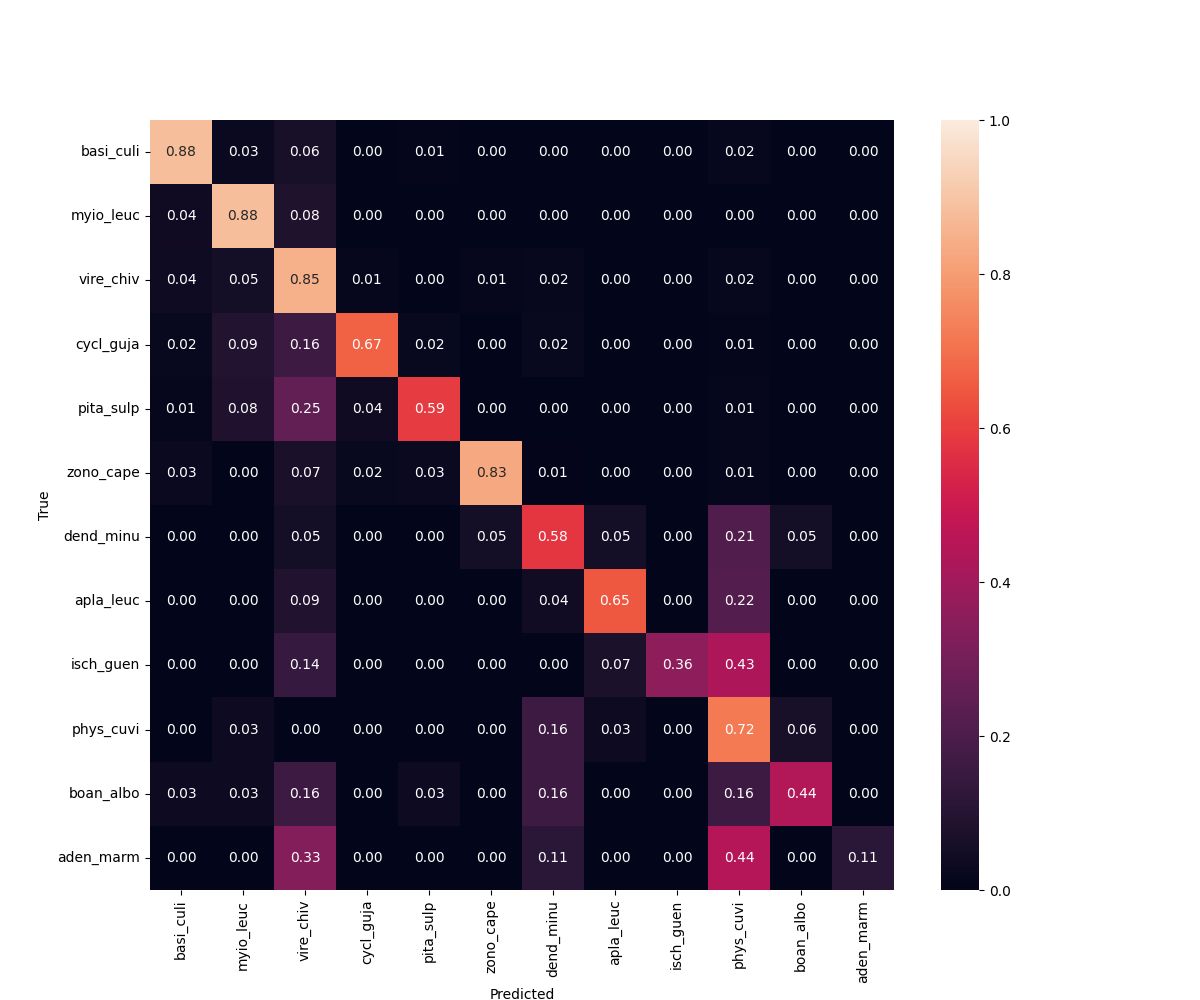 basi_culi 0.88 0.03 0.06 0.00 0.01 0.00 0.00 0.00 0.00 0.02 0.00 0.00
myio_leuc 0.04 0.88 0.08 0.00 0.00 0.00 0.00 0.00 0.00 0.00 0.00 0.00
vire_chiv 0.04 0.05 0.85 0.01 0.00 0.01 0.02 0.00 0.00 0.02 0.00 0.00
cycl_guja 0.02 0.09 0.16 0.67 0.02 0.00 0.02 0.00 0.00 0.01 0.00 0.00
pita_sulp 0.01 0.08 0.25 0.04 0.59 0.00 0.00 0.00 0.00 0.01 0.00 0.00
zono_cape 0.03 0.00 0.07 0.02 0.03 0.83 0.01 0.00 0.00 0.01 0.00 0.00
dend_minu 0.00 0.00 0.05 0.00 0.00 0.05 0.58 0.05 0.00 0.21 0.05 0.00
apla_leuc 0.00 0.00 0.09 0.00 0.00 0.00 0.04 0.65 0.00 0.22 0.00 0.00
isch_guen 0.00 0.00 0.14 0.00 0.00 0.00 0.00 0.07 0.36 0.43 0.00 0.00
phys_cuvi 0.00 0.03 0.00 0.00 0.00 0.00 0.16 0.03 0.00 0.72 0.06 0.00
boan_albo 0.03 0.03 0.16 0.00 0.03 0.00 0.16 0.00 0.00 0.16 0.44 0.00
aden_marm 0.00 0.00 0.33 0.00 0.00 0.00 0.11 0.00 0.00 0.44 0.00 0.11
True
basi_culi myio_leuc vire_chiv cycl_guja pita_sulp zono_cape dend_minu apla_leuc isch_guen phys_cuvi boan_albo aden_marm
Predicted
1.0
0.8
0.6
0.4
0.2
0.0